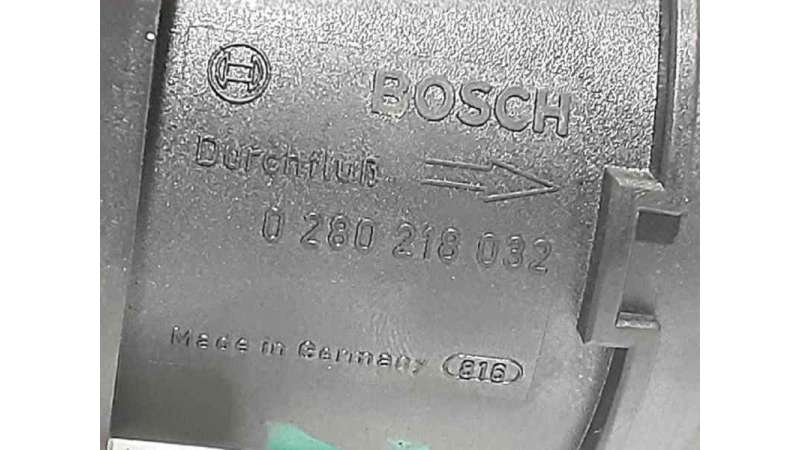 BOSCH
Durchfluß
0 280 218 032
Made in Germany 816